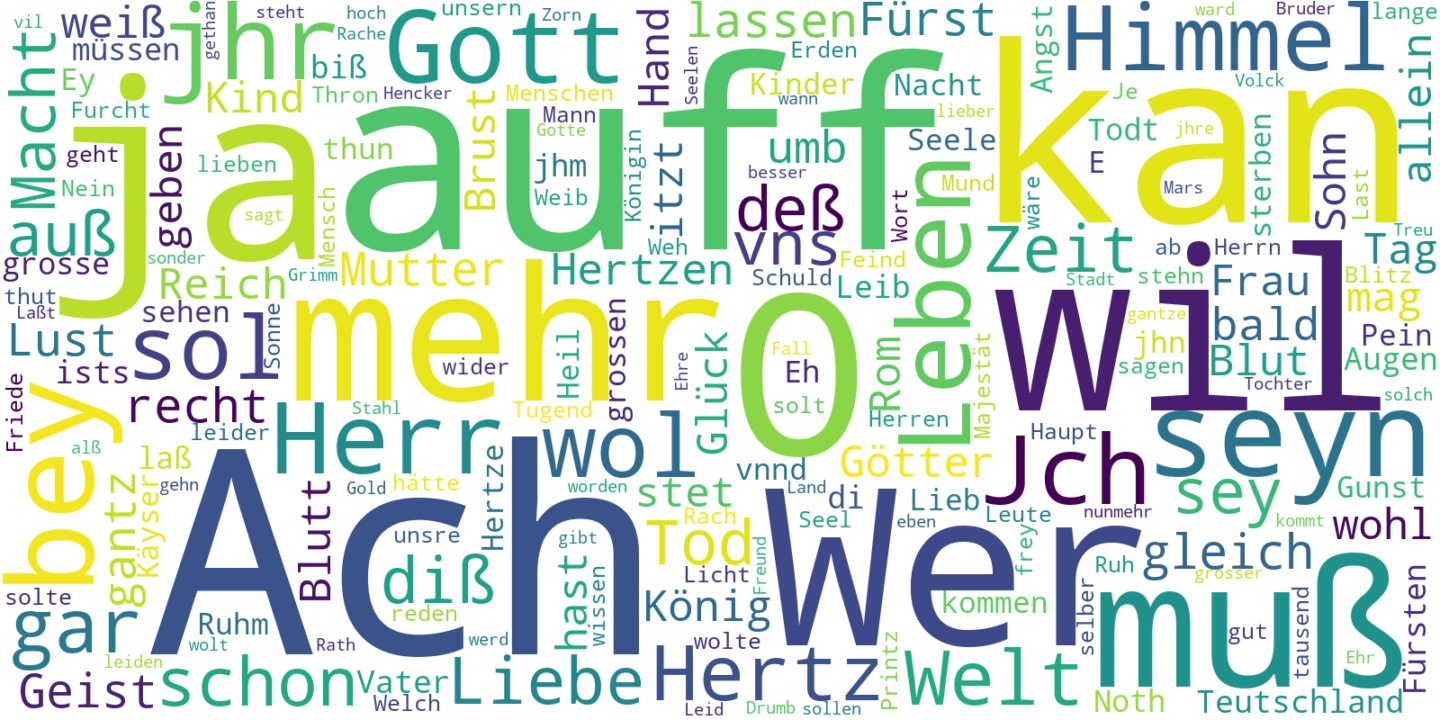 vil
weiß
gethan
steht
hoch
unsern
Zorn
lassen
Fürst
ward
Bruder
lange
müssen
jhr
Rache
Gott
Hand
Erden
Angst
Himmel
Ey
biß
Seelen
Kinder
Nacht
Volck
allein
Macht
Furcht
Kind
Thron
Hencker
Menschen
wann
lieber
Je
ja
auff
kan
Brust
Mann
Gotte
umb
Seele
Todt
jhre
geht
geben
lieben
thun
jhm
itzt
besser
E
Nein
sagt
Mensch
Weib
Königin
deß
Mund
Mars
sterben
Sohn
Last
auß
sonder
Weh
vns
Wort
wäre
Treu
grosse
Reich
Grimm
Mutter
Hertzen
Feind
Leben
Zeit
ab
Herrn
Tag
thut
Laßt
sehen
Schuld
Leib
stehn
Stadt
Frau
Blitz
mag
Lust
sol
Sonne
mehr
Heil
grossen
O
wil
gantze
jhn
bald
Pein
ists
wider
Ehre
Glück
Fall
Eh
Rom
sagen
Blut
Augen
Friede
bey
recht
Stahl
Tugend
solt
Herren
Majestät
Tochter
solch
alß
leider
Herr
wol
Haupt
seyn
gantz
laß
Käyser
vnnd
Götter
Jch
gehn
Gold
hätte
Hertze
worden
stet
Land
di
Lieb
sey
Gunst
Blutt
Ach
unsre
gibt
Tod
Rach
Seel
Wer
eben
Leute
nunmehr
kommt
wohl
solte
diß
hast
wissen
Licht
Freund
frey
Ruh
gleich
grosser
gar
Ruhm
reden
König
kommen
selber
muß
gut
tausend
Fürsten
wolt
Rath
werd
wolte
Ehr
leiden
Geist
schon
Vater
Liebe
Hertz
Printz
Welt
Noth
Teutschland
Welch
Leid
Drumb
sollen